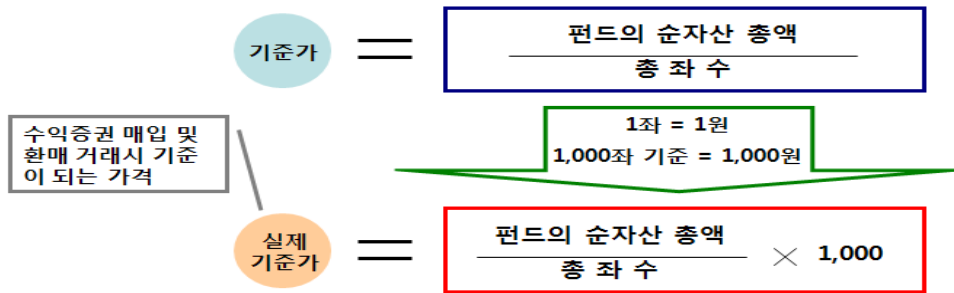 기준가
펀드의 순자산 총액
총 좌 수
1좌 = 1원
1,000좌 기준 = 1,000원
수익증권 매입 및
환매 거래시 기준
이 되는 가격
실제
기준가
펀드의 순자산 총액
총 좌 수
× 1,000